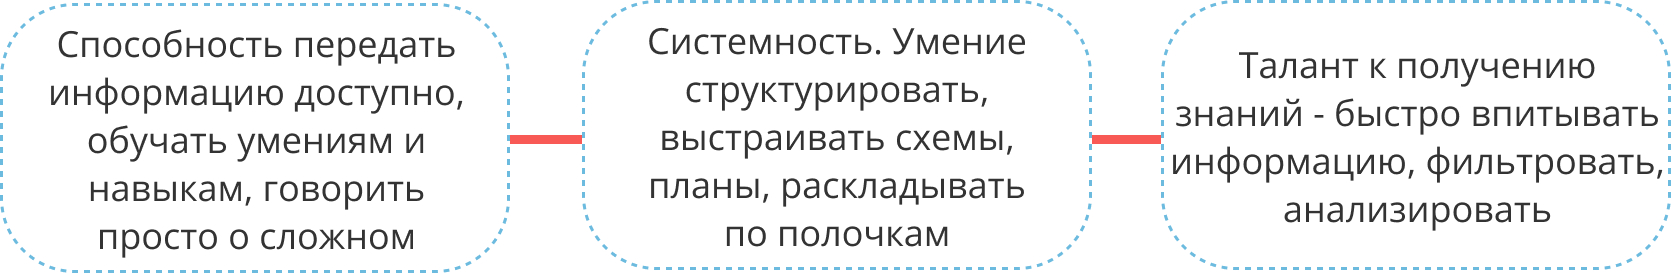 Способность передать
информацию доступно,
обучать умениям и
навыкам, говорить
просто о сложном
Системность. Умение
структурировать,
выстраивать схемы,
планы, раскладывать
по полочкам
Талант к получению
знаний - быстро впитывать
информацию, фильтровать,
анализировать